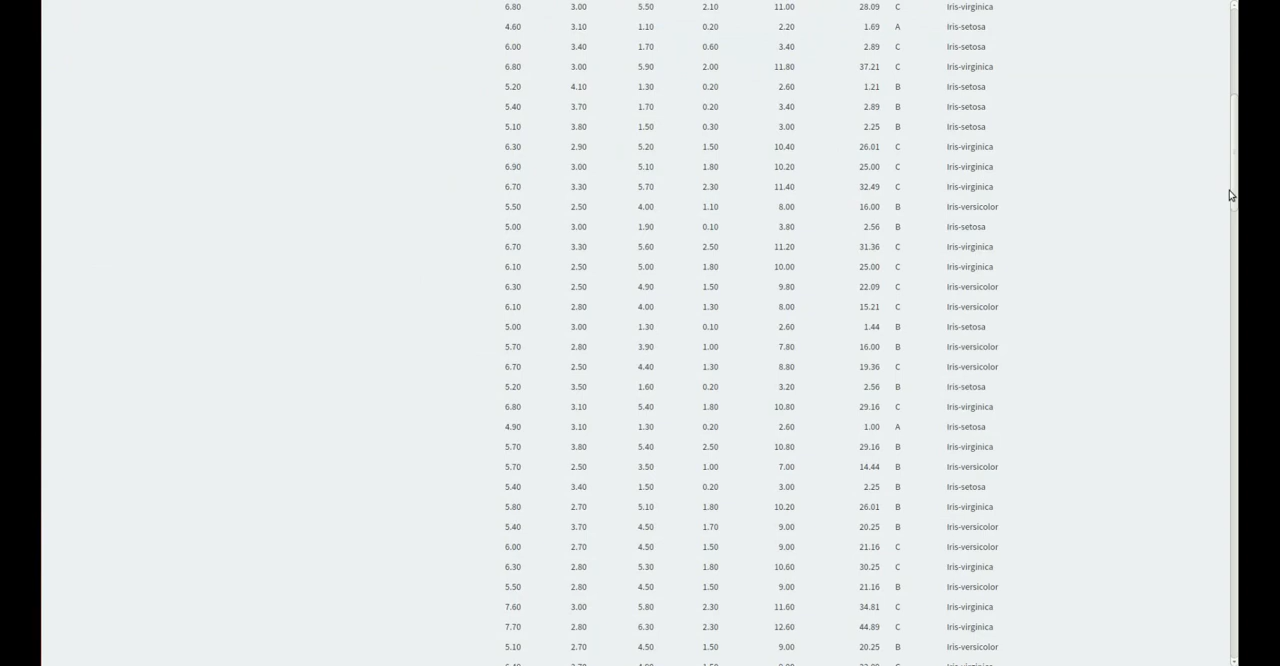 6.80 3.00 5.50 2.10 11.00 28.09 C Iris-virginica
4.60 3.10 1.10 0.20 2.20 1.69 A Iris-setosa
6.00 3.40 1.70 0.60 3.40 2.89 C Iris-setosa
6.80 3.00 5.90 2.00 11.80 37.21 C Iris-virginica
5.20 4.10 1.30 0.20 2.60 1.21 B Iris-setosa
5.40 3.70 1.70 0.20 3.40 2.89 B Iris-setosa
5.10 3.80 1.50 0.30 3.00 2.25 B Iris-setosa
6.30 2.90 5.20 1.50 10.40 26.01 C Iris-virginica
6.90 3.00 5.10 1.80 10.20 25.00 C Iris-virginica
6.70 3.30 5.70 2.30 11.40 32.49 C Iris-virginica
5.50 2.50 4.00 1.10 8.00 16.00 B Iris-versicolor
5.00 3.00 1.90 0.10 3.80 2.56 B Iris-setosa
6.70 3.30 5.60 2.50 11.20 31.36 C Iris-virginica
6.10 2.50 5.00 1.80 10.00 25.00 C Iris-virginica
6.30 2.50 4.90 1.50 9.80 22.09 C Iris-versicolor
6.10 2.80 4.00 1.30 8.00 15.21 C Iris-versicolor
5.00 3.00 1.30 0.10 2.60 1.44 B Iris-setosa
5.70 2.80 3.90 1.00 7.80 16.00 B Iris-versicolor
6.70 2.50 4.40 1.30 8.80 19.36 C Iris-versicolor
5.20 3.50 1.60 0.20 3.20 2.56 B Iris-setosa
6.80 3.10 5.40 1.80 10.80 29.16 C Iris-virginica
4.90 3.10 1.30 0.20 2.60 1.00 A Iris-setosa
5.70 3.80 5.40 2.50 10.80 29.16 B Iris-virginica
5.70 2.50 3.50 1.00 7.00 14.44 B Iris-versicolor
5.40 3.40 1.50 0.20 3.00 2.25 B Iris-setosa
5.80 2.70 5.10 1.80 10.20 26.01 B Iris-virginica
5.40 3.70 4.50 1.70 9.00 20.25 B Iris-versicolor
6.00 2.70 4.50 1.50 9.00 21.16 C Iris-versicolor
6.30 2.80 5.30 1.80 10.60 30.25 C Iris-virginica
5.50 2.80 4.50 1.50 9.00 21.16 B Iris-versicolor
7.60 3.00 5.80 2.30 11.60 34.81 C Iris-virginica
7.70 2.80 6.30 2.30 12.60 44.89 C Iris-virginica
5.10 2.70 4.50 1.50 9.00 20.25 B Iris-versicolor